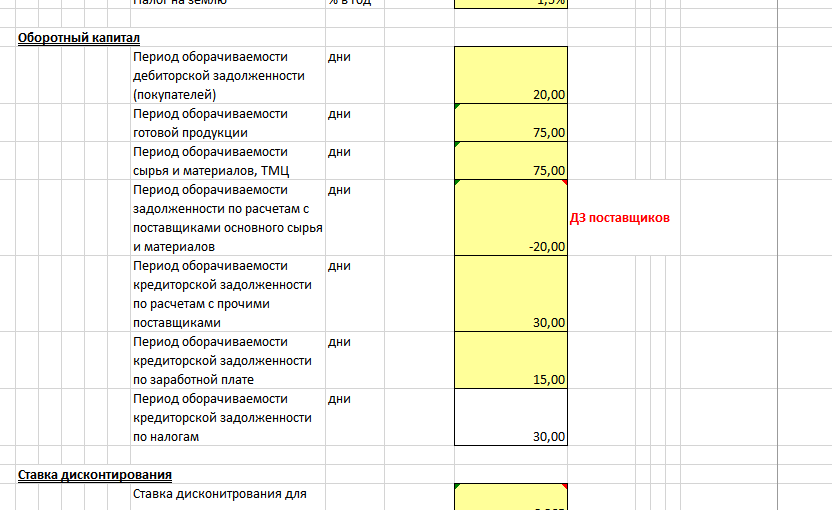 Налог на землю % в год 1,5%
Оборотный капитал
Период оборачиваемости дни
дебиторской задолженности
(покупателей) 20,00
Период оборачиваемости дни
готовой продукции 75,00
Период оборачиваемости дни
сырья и материалов, ТМЦ 75,00
Период оборачиваемости дни
задолженности по расчетам с
поставщиками основного сырья ДЗ поставщиков
и материалов -20,00
Период оборачиваемости дни
кредиторской задолженности
по расчетам с прочими
поставщиками 30,00
Период оборачиваемости дни
кредиторской задолженности
по заработной плате 15,00
Период оборачиваемости дни
кредиторской задолженности
по налогам 30,00
Ставка дисконтирования
Ставка дисконитрования для